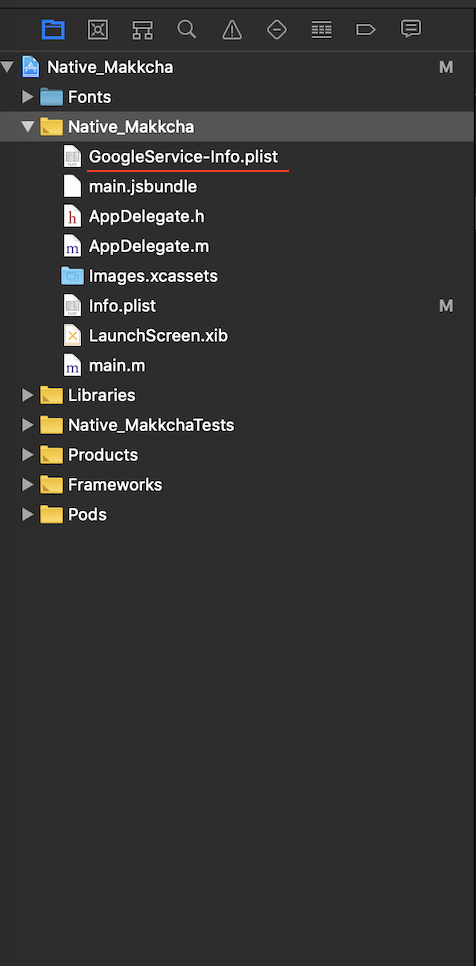 Native_Makkcha M
Fonts
Native_Makkcha
GoogleService-Info.plist
main.jsbundle
h AppDelegate.h
m AppDelegate.m
Images.xcassets
Info.plist M
LaunchScreen.xib
m main.m
Libraries
Native_MakkchaTests
Products
Frameworks
Pods